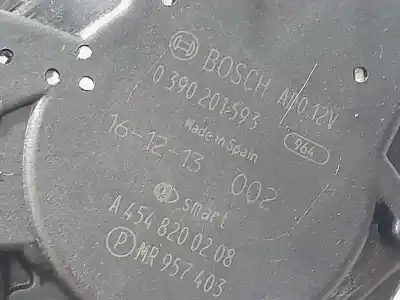 BOSCH AI0.12V
0 390 201-593
Made in Spain
964
16-12-13 002
smart
A 454 820 02 08
P MR 957 403